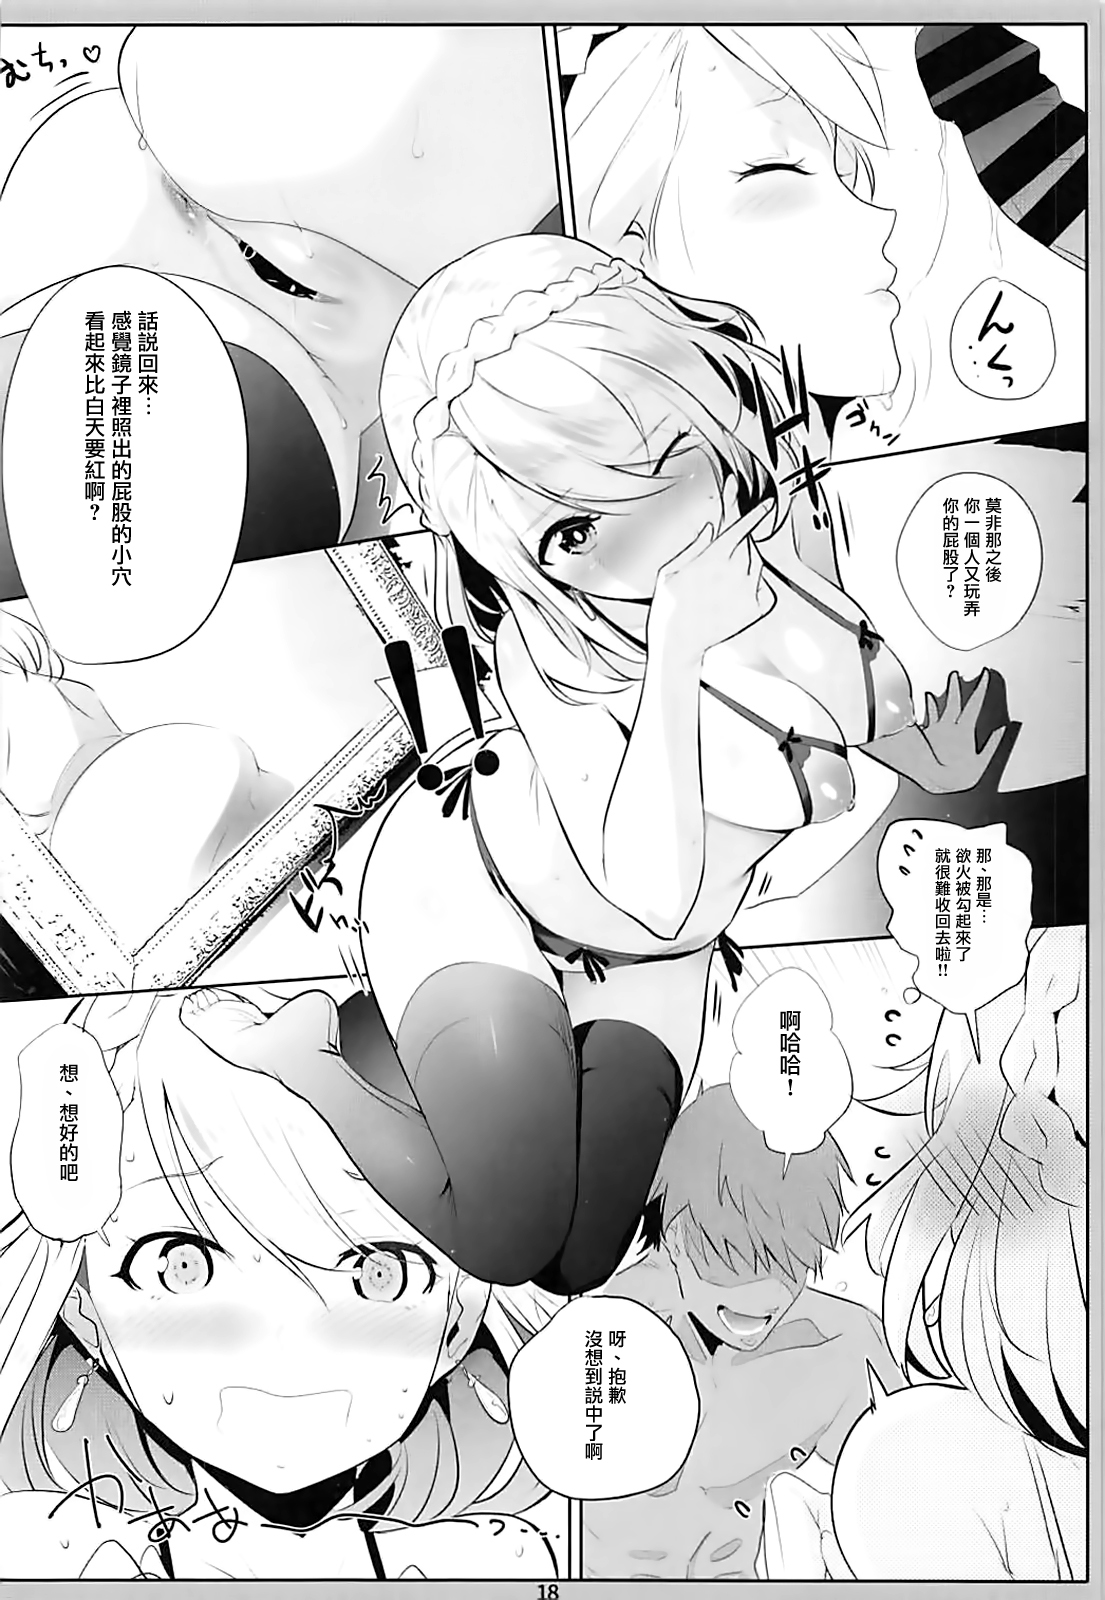 んくっ
ゴクン
むちっ♡
話說回來…
感覺鏡子裡照出的屁股的小穴
看起來比白天要紅啊？
莫非那之後
你一個人又玩弄
你的屁股了？
那、那是…
欲火被勾起來了
就很難收回去啦!!
啊哈哈！
呀、抱歉
沒想到說中了啊
想、想好的吧
18